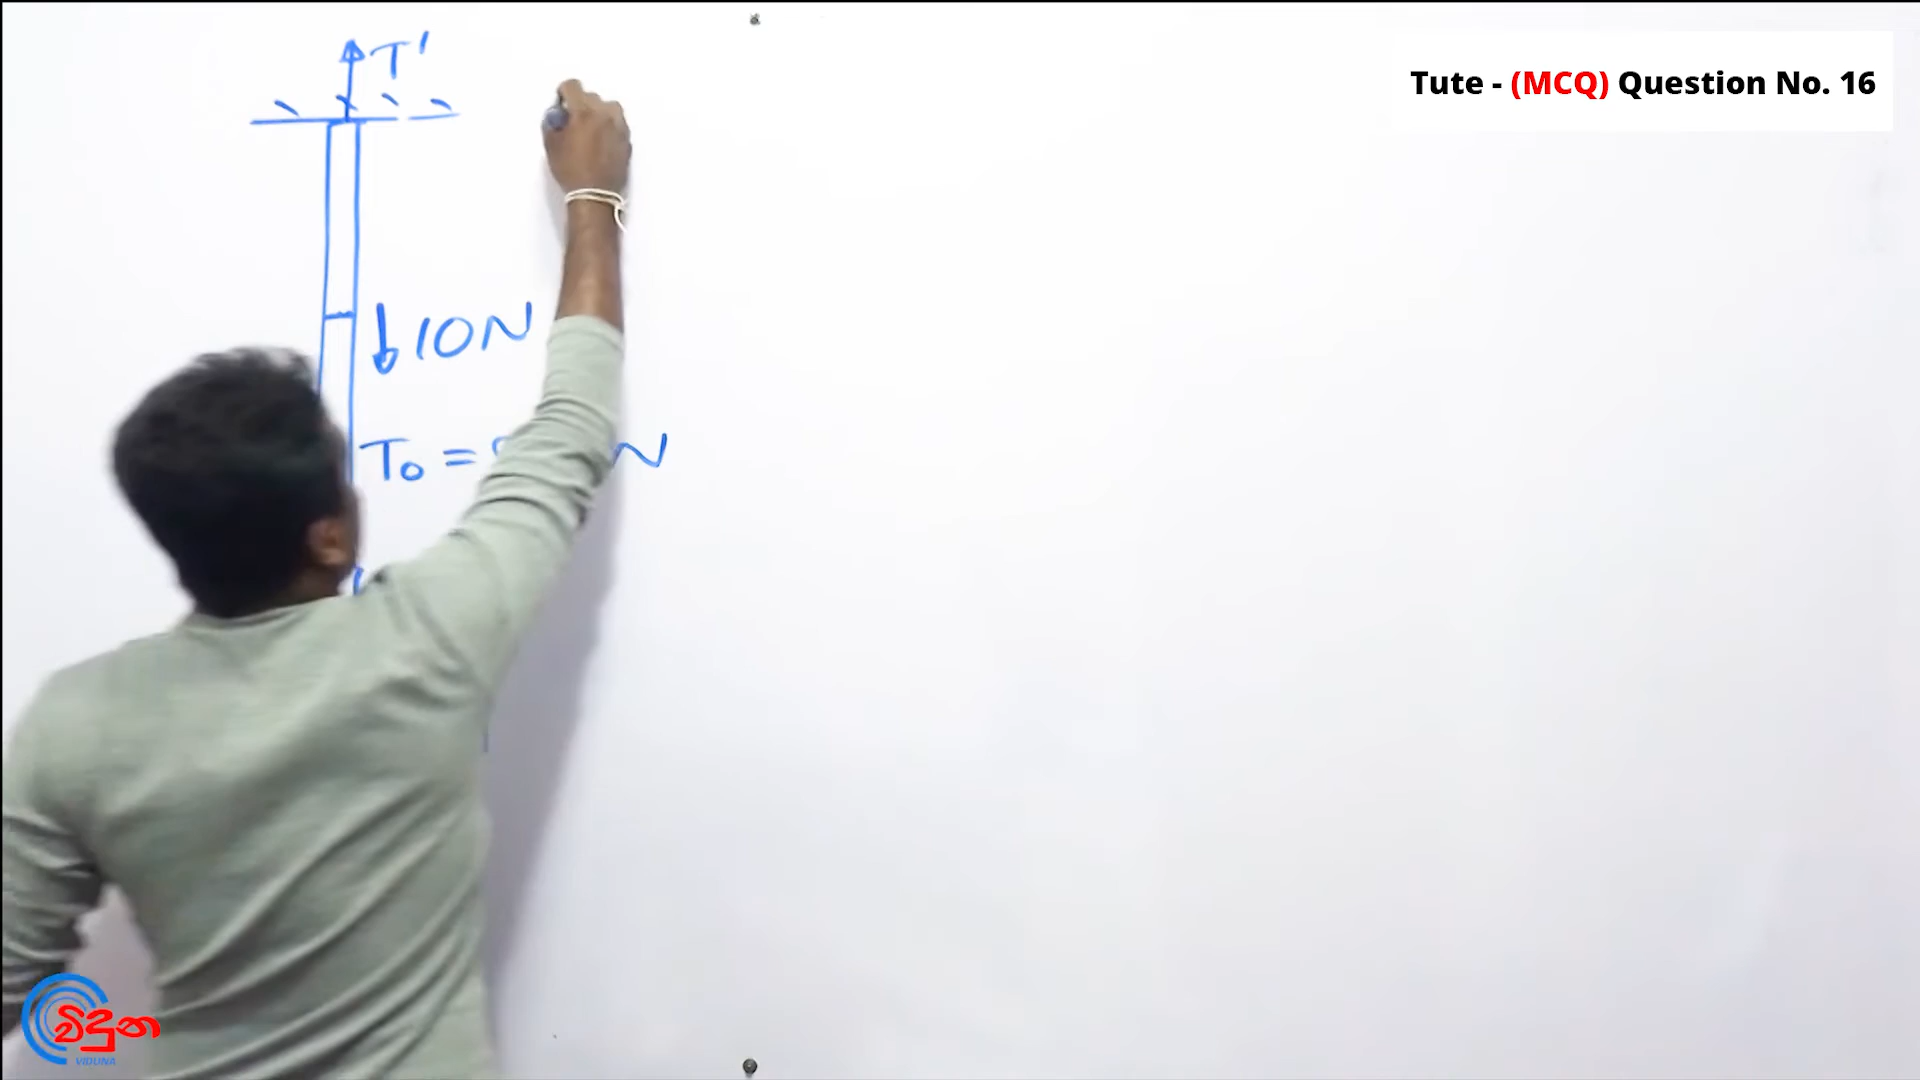 T'
Tute - (MCQ) Question No. 16
↓10N
T₀ = N
විදුන
VIDUNA